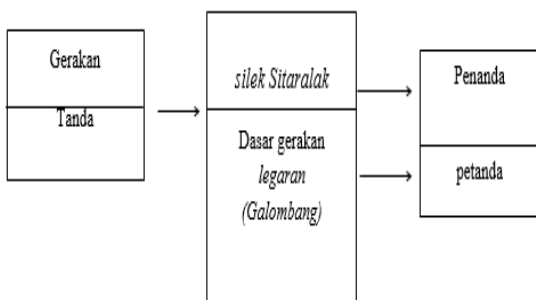 Gerakan
Tanda
silek Sitaralak
Dasar gerakan
legaran
(Galombang)
Penanda
petanda